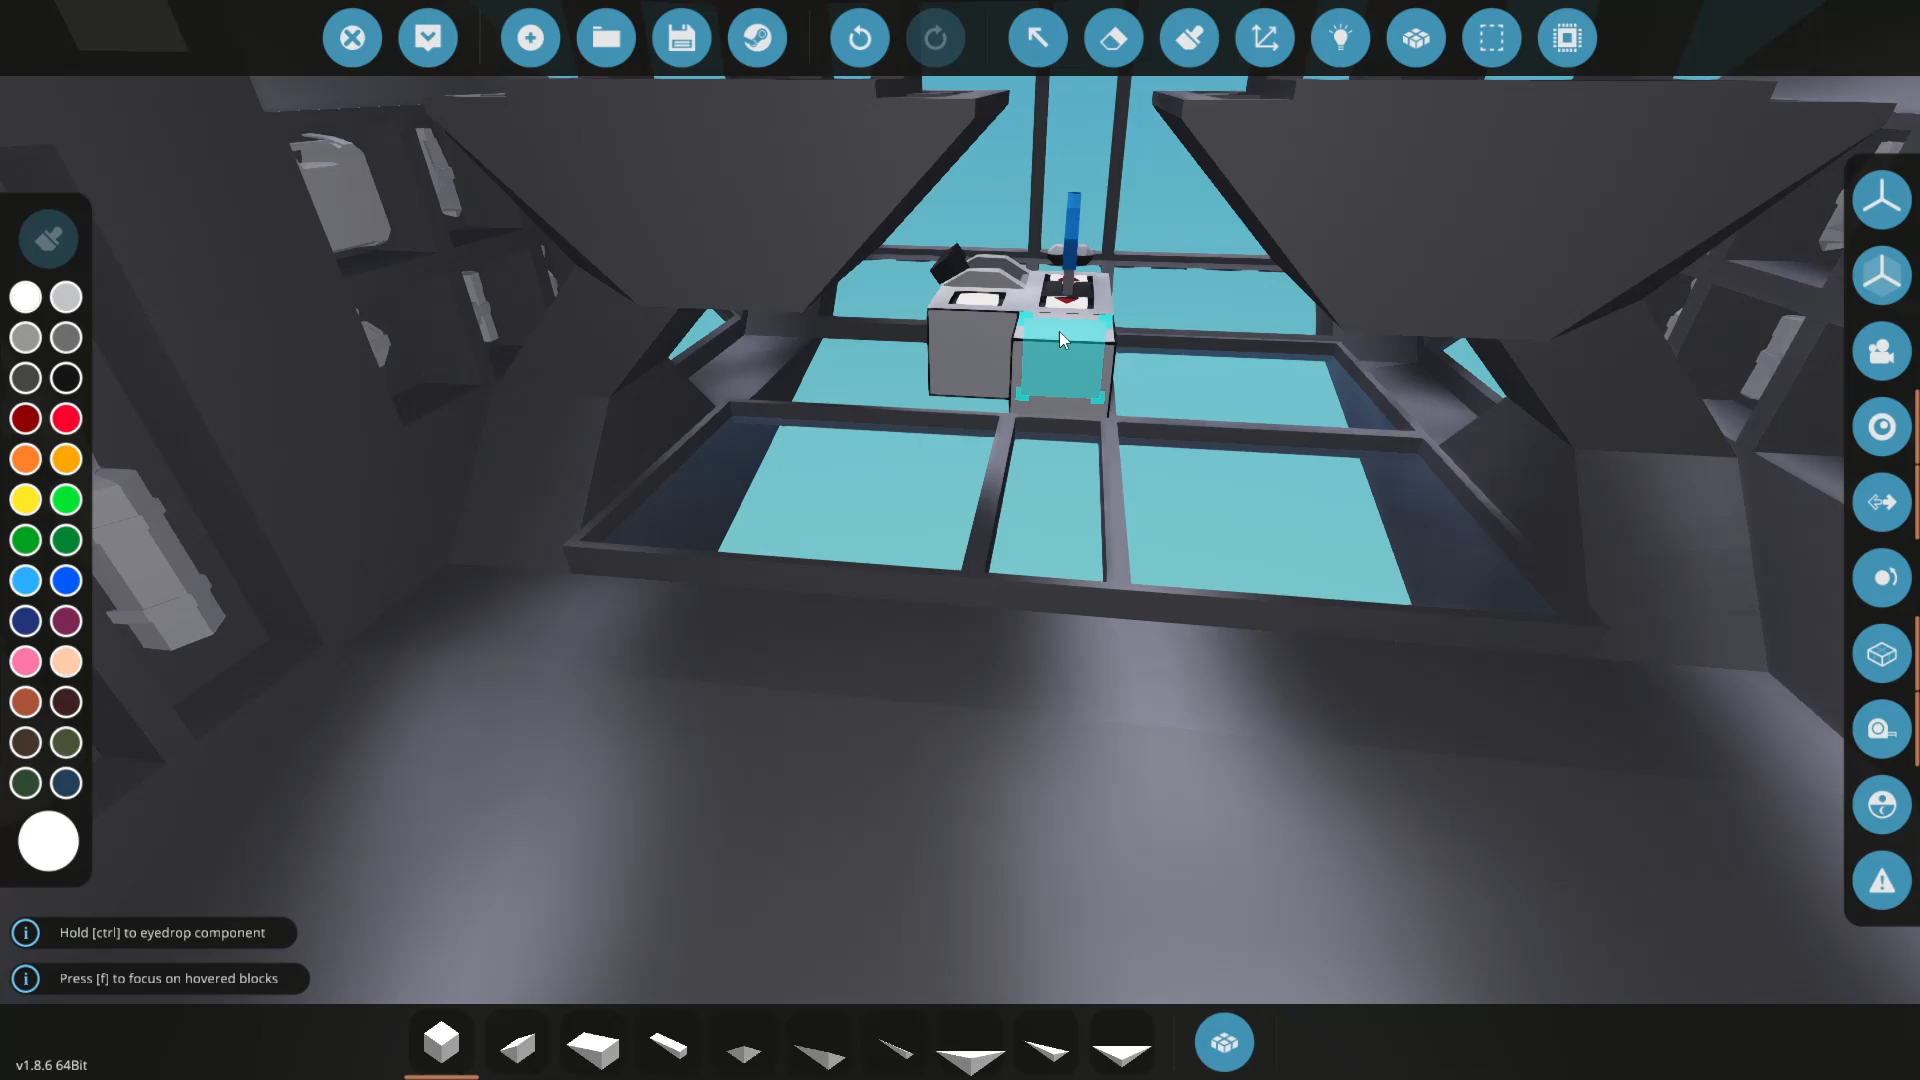 Hold [ctrl] to eyedrop component
Press [f] to focus on hovered blocks
v1.8.6 64Bit